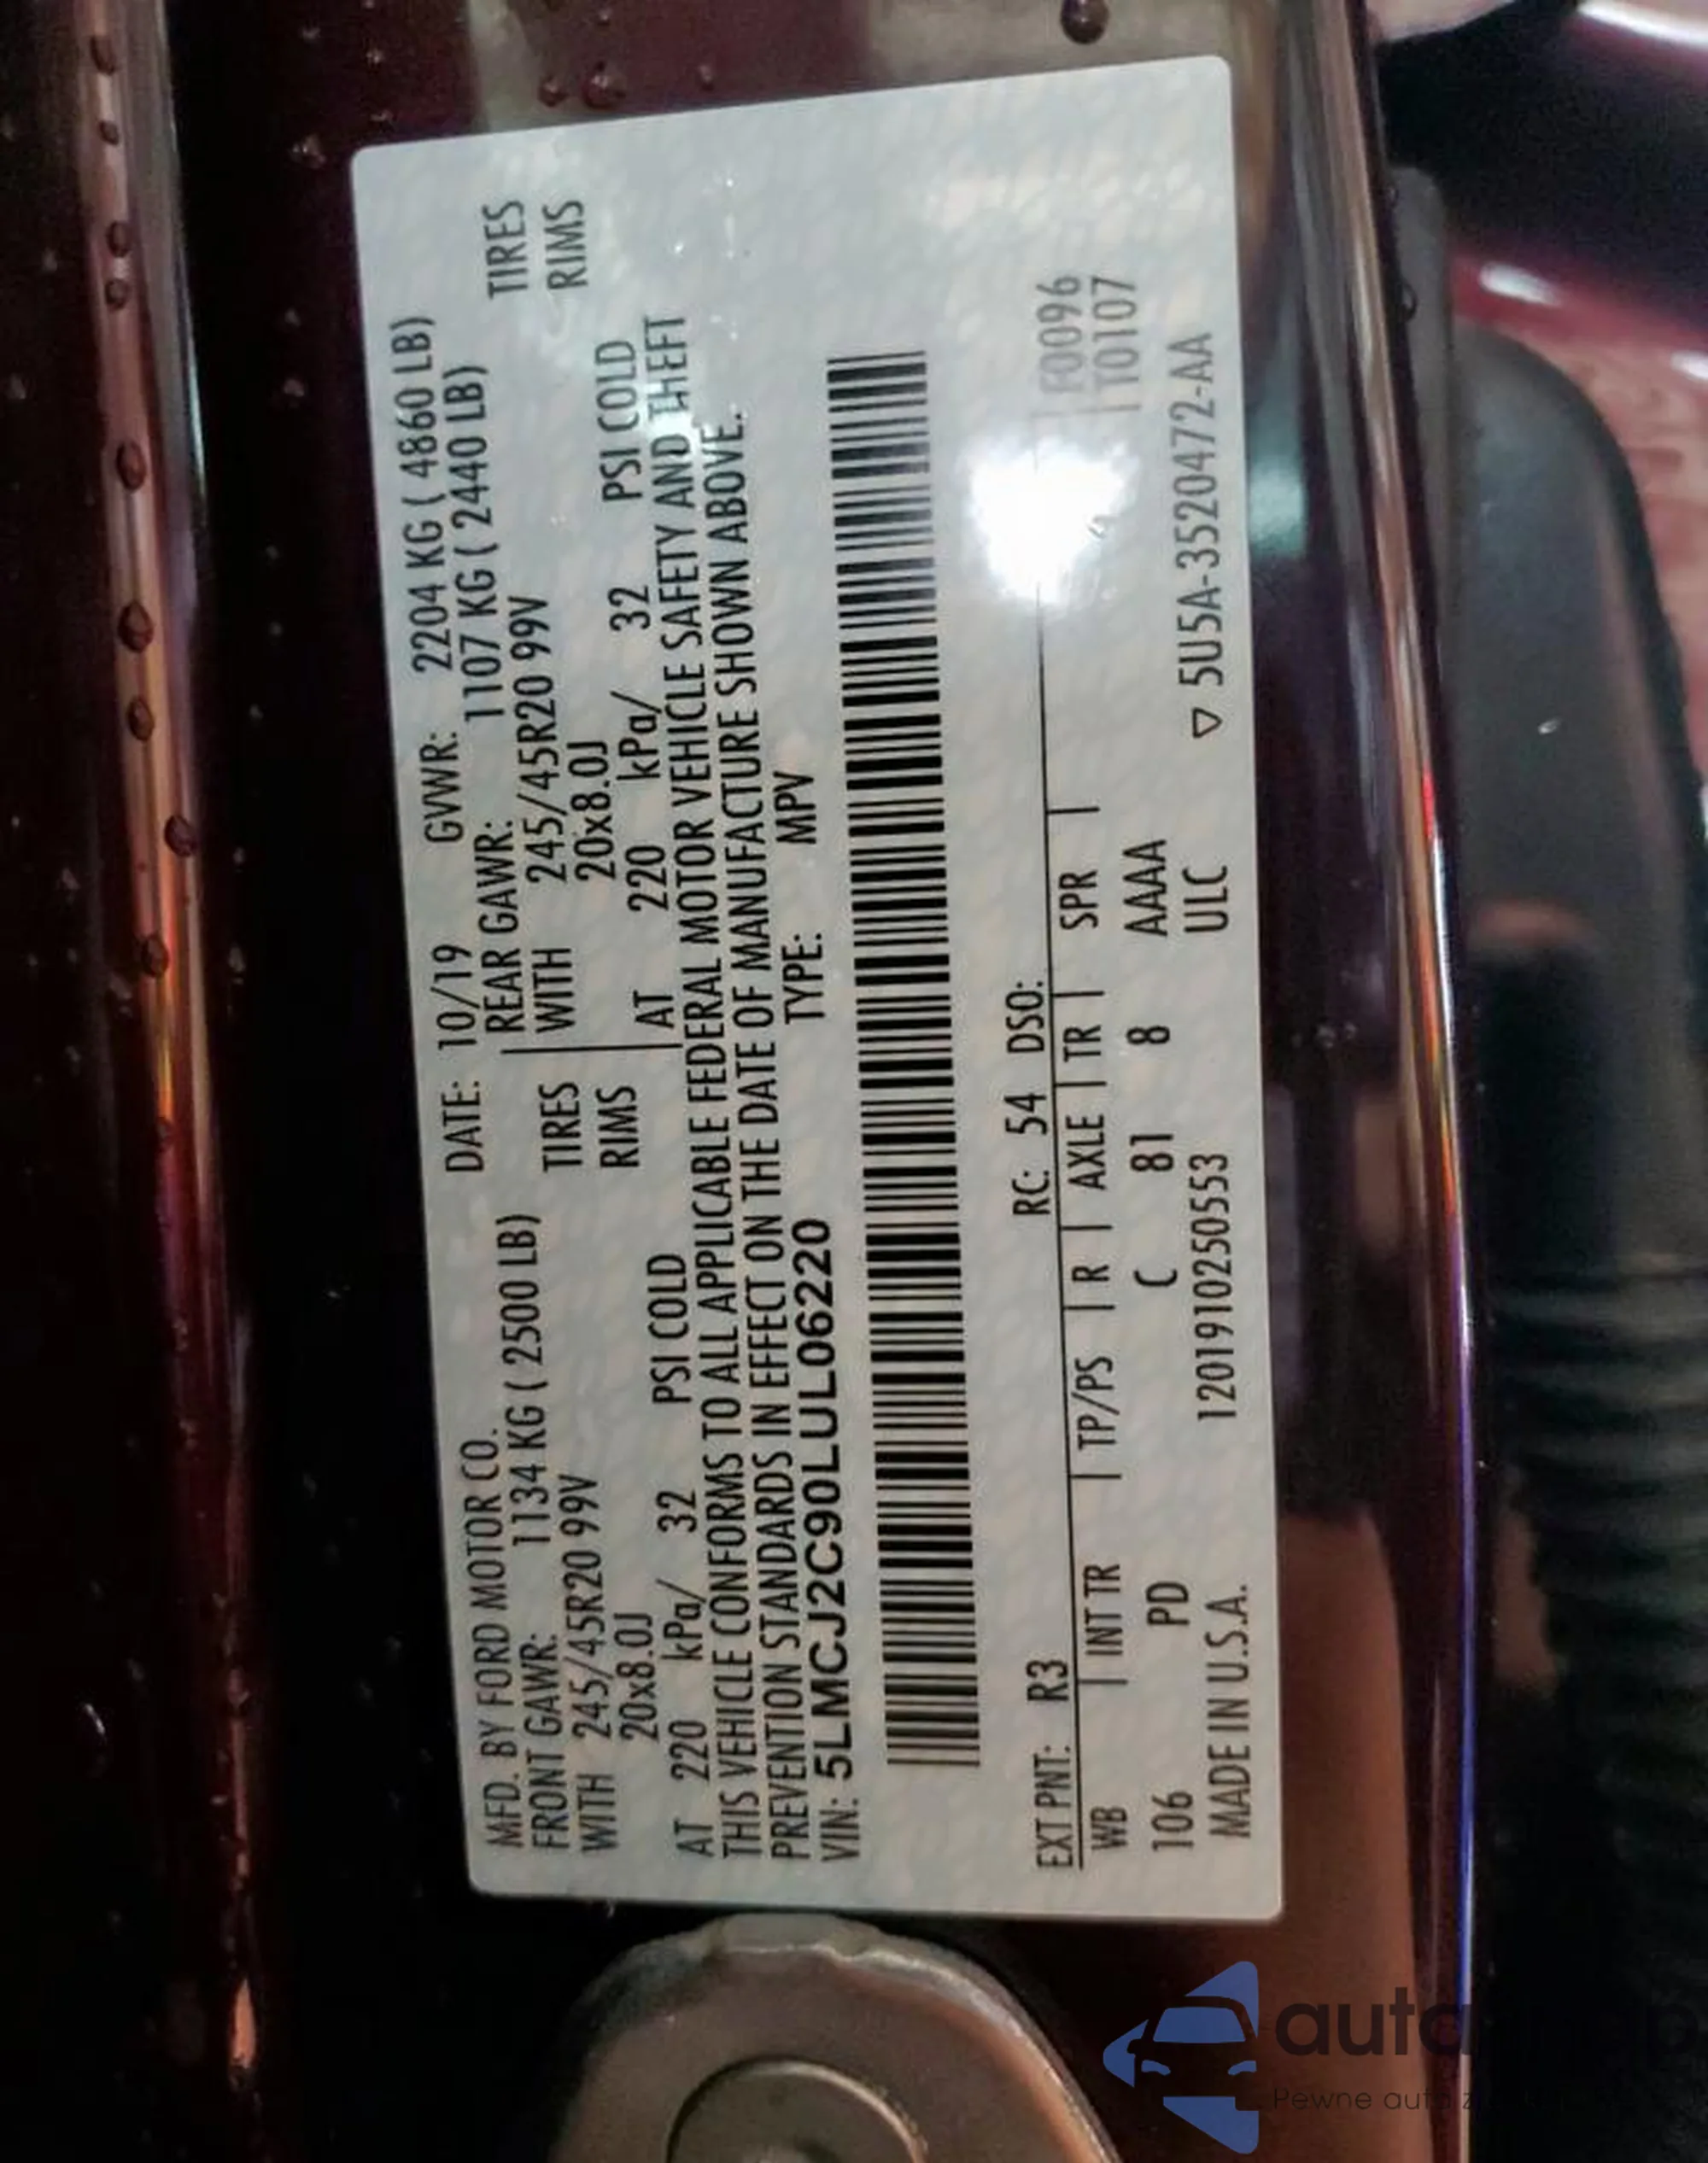 MFD. BY FORD MOTOR CO. DATE: 10/19 GVWR: 2204 KG ( 4860 LB)
FRONT GAWR: 1134 KG ( 2500 LB) REAR GAWR: 1107 KG ( 2440 LB)
WITH 245/45R20 99V TIRES WITH 245/45R20 99V TIRES
20x8.0J RIMS 20x8.0J RIMS
AT 220 kPa/ 32 PSI COLD AT 220 kPa/ 32 PSI COLD
THIS VEHICLE CONFORMS TO ALL APPLICABLE FEDERAL MOTOR VEHICLE SAFETY AND THEFT
PREVENTION STANDARDS IN EFFECT ON THE DATE OF MANUFACTURE SHOWN ABOVE.
VIN: 5LMCJ2C90LUL06220 TYPE: MPV
EXT PNT: R3 RC: 54 DSO: F0096
WB | INT TR | TP/PS | R | AXLE | TR | SPR | T0107
106 PD C 81 8 AAAA
MADE IN U.S.A. 120191025053 ULC ▽ 5U5A-3520472-AA
Pewne auta z